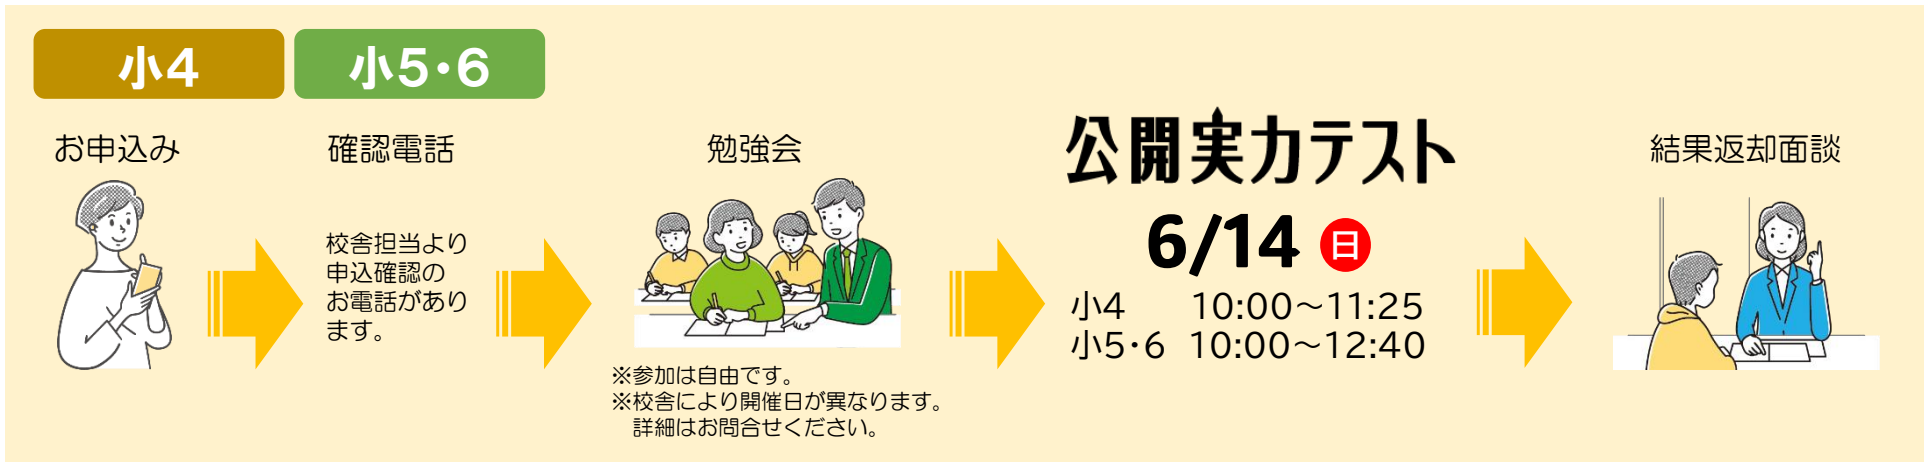 小4
小5・6
お申込み
確認電話
校舎担当より
申込確認の
お電話があり
ます。
勉強会
※参加は自由です。
※校舎により開催日が異なります。
詳細はお問合せください。
公開実力テスト
6/14 日
小4 10:00～11:25
小5・6 10:00～12:40
結果返却面談